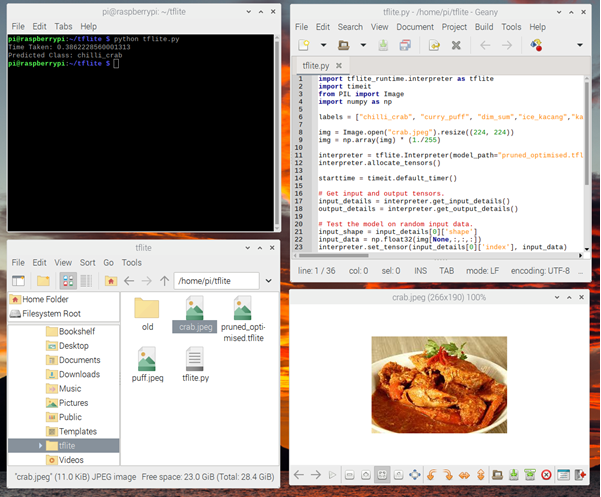 pi@raspberrypi: ~/tflite
File Edit Tabs Help
pi@raspberrypi:~/tflite $ python tflite.py
Time Taken: 0.3862228560001313
Predicted Class: chilli_crab
pi@raspberrypi:~/tflite $
tflite.py - /home/pi/tflite - Geany
File Edit Search View Document Project Build Tools Help
tflite.py
1 import tflite_runtime.interpreter as tflite
2 import timeit
3 from PIL import Image
4 import numpy as np
5
6 labels = ["chilli_crab", "curry_puff", "dim_sum","ice_kacang","ka
7
8 img = Image.open("crab.jpeg").resize((224, 224))
9 img = np.array(img) * (1./255)
10
11 interpreter = tflite.Interpreter(model_path="pruned_optimised.tfl
12 interpreter.allocate_tensors()
13
14 starttime = timeit.default_timer()
15
16 # Get input and output tensors.
17 input_details = interpreter.get_input_details()
18 output_details = interpreter.get_output_details()
19
20 # Test the model on random input data.
21 input_shape = input_details[0]['shape']
22 input_data = np.float32(img[None,:,:,:])
23 interpreter.set_tensor(input_details[0]['index'], input_data)
line: 1 / 36 col: 0 sel: 0 INS TAB mode: LF encoding: UTF-8 ...
tflite
File Edit View Sort Go Tools
/home/pi/tflite
Home Folder
Filesystem Root
Bookshelf
Desktop
Documents
Downloads
Music
Pictures
Public
Templates
tflite
Videos
old
crab.jpeg
pruned_opti-
mised.tflite
puff.jpeg
tflite.py
"crab.jpeg" (11.0 KiB) JPEG image Free space: 23.0 GiB (Total: 28.4 GiB)
crab.jpeg (266x190) 100%